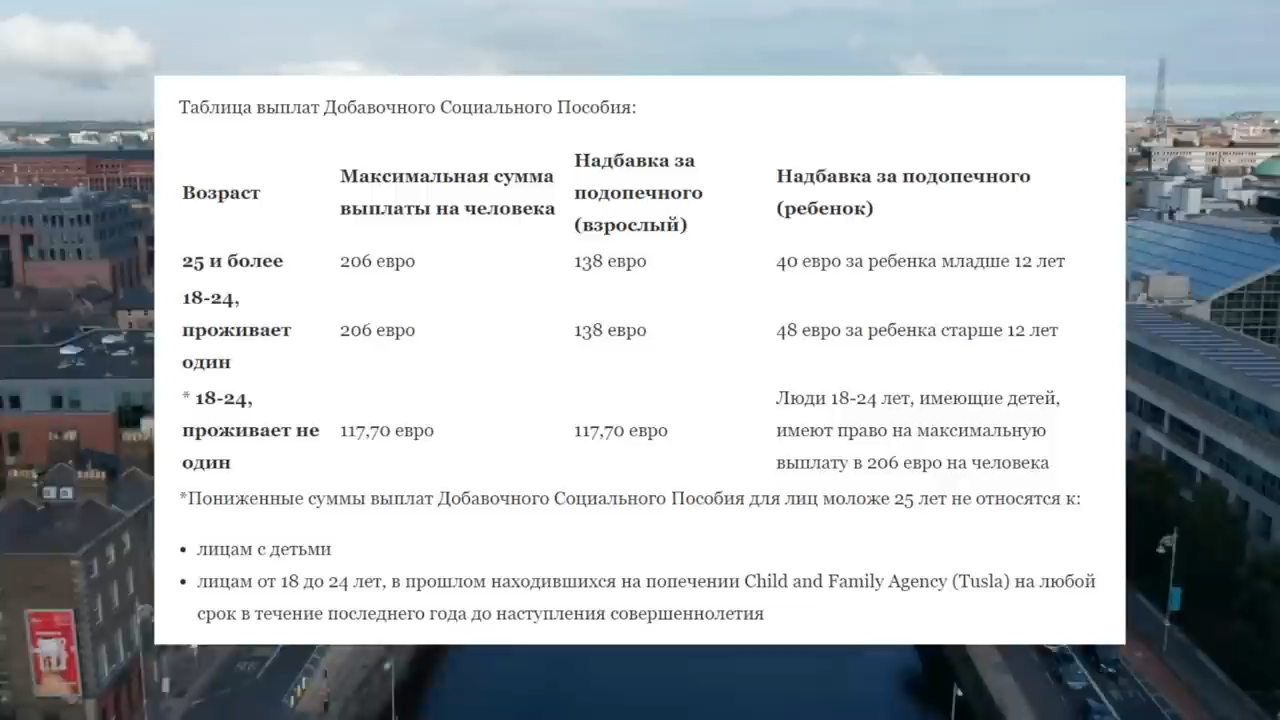 Таблица выплат Добавочного Социального Пособия:
Возраст
Максимальная сумма
выплаты на человека
Надбавка за
подопечного
(взрослый)
Надбавка за подопечного
(ребенок)
25 и более
206 евро
138 евро
40 евро за ребенка младше 12 лет
18-24,
проживает
один
206 евро
138 евро
48 евро за ребенка старше 12 лет
* 18-24,
проживает не
один
117,70 евро
117,70 евро
Люди 18-24 лет, имеющие детей,
имеют право на максимальную
выплату в 206 евро на человека
*Пониженные суммы выплат Добавочного Социального Пособия для лиц моложе 25 лет не относятся к:
• лицам с детьми
• лицам от 18 до 24 лет, в прошлом находившихся на попечении Child and Family Agency (Tusla) на любой
срок в течение последнего года до наступления совершеннолетия